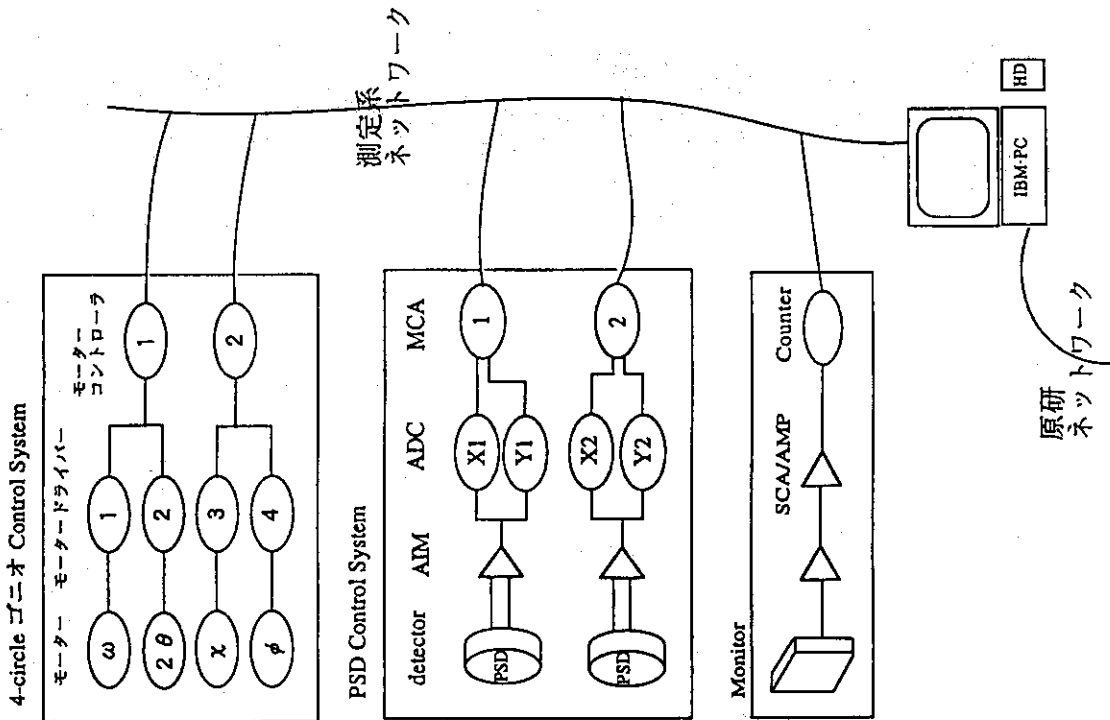 4-circle ゴニオ Control System
モーター モータードライバー モーター
コントローラ
ω 1 1
2θ 2
χ 3 2
φ 4
測定系
ネットワーク
PSD Control System
detector AIM ADC MCA
PSD X1 1
Y1
PSD X2 2
Y2
Monitor
SCA/AMP Counter
IBM-PC HD
原研
ネットワーク